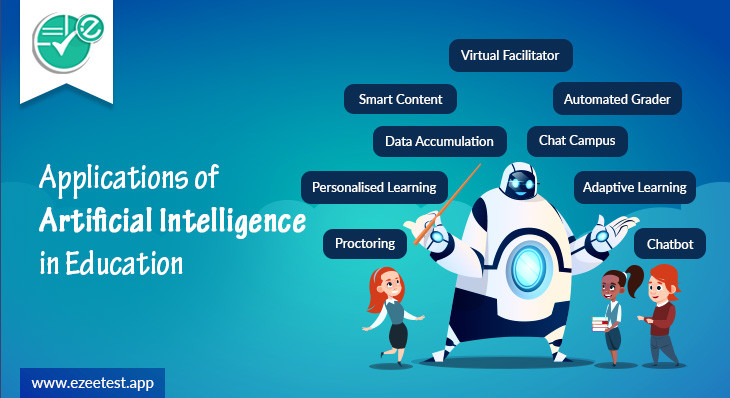 e
Applications of
Artificial Intelligence
in Education
Virtual Facilitator
Smart Content
Automated Grader
Data Accumulation
Chat Campus
Personalised Learning
Adaptive Learning
Proctoring
Chatbot
www.ezeetest.app